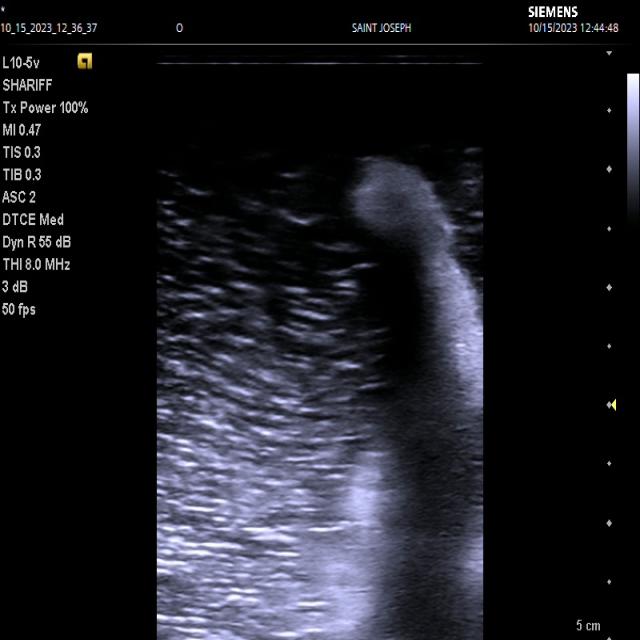 SIEMENS
10_15_2023_12_36_37 O SAINT JOSEPH 10/15/2023 12:44:48
L10-5v
SHARIFF
Tx Power 100%
MI 0.47
TIS 0.3
TIB 0.3
ASC 2
DTCE Med
Dyn R 55 dB
THI 8.0 MHz
3 dB
50 fps
5 cm